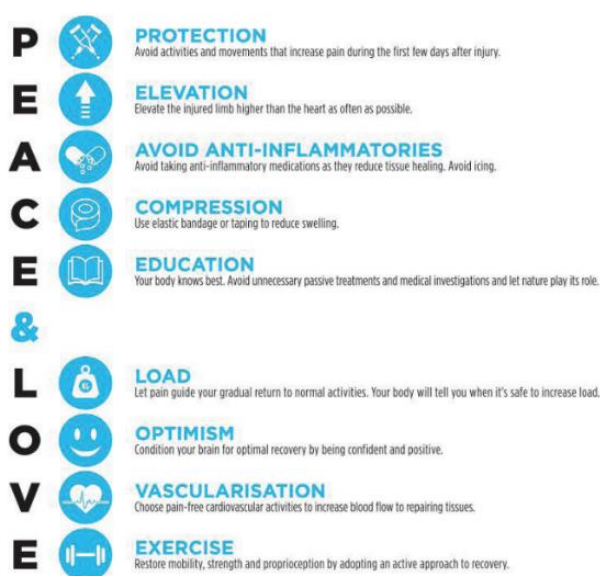 P
PROTECTION
Avoid activities and movements that increase pain during the first few days after injury.
E
ELEVATION
Elevate the injured limb higher than the heart as often as possible.
A
AVOID ANTI-INFLAMMATORIES
Avoid taking anti-inflammatory medications as they reduce tissue healing. Avoid icing.
C
COMPRESSION
Use elastic bandage or taping to reduce swelling.
E
EDUCATION
Your body knows best. Avoid unnecessary passive treatments and medical investigations and let nature play its role.
&
L
LOAD
Let pain guide your gradual return to normal activities. Your body will tell you when it's safe to increase load.
O
OPTIMISM
Condition your brain for optimal recovery by being confident and positive.
V
VASCULARISATION
Choose pain-free cardiovascular activities to increase blood flow to repairing tissues.
E
EXERCISE
Restore mobility, strength and proprioception by adopting an active approach to recovery.